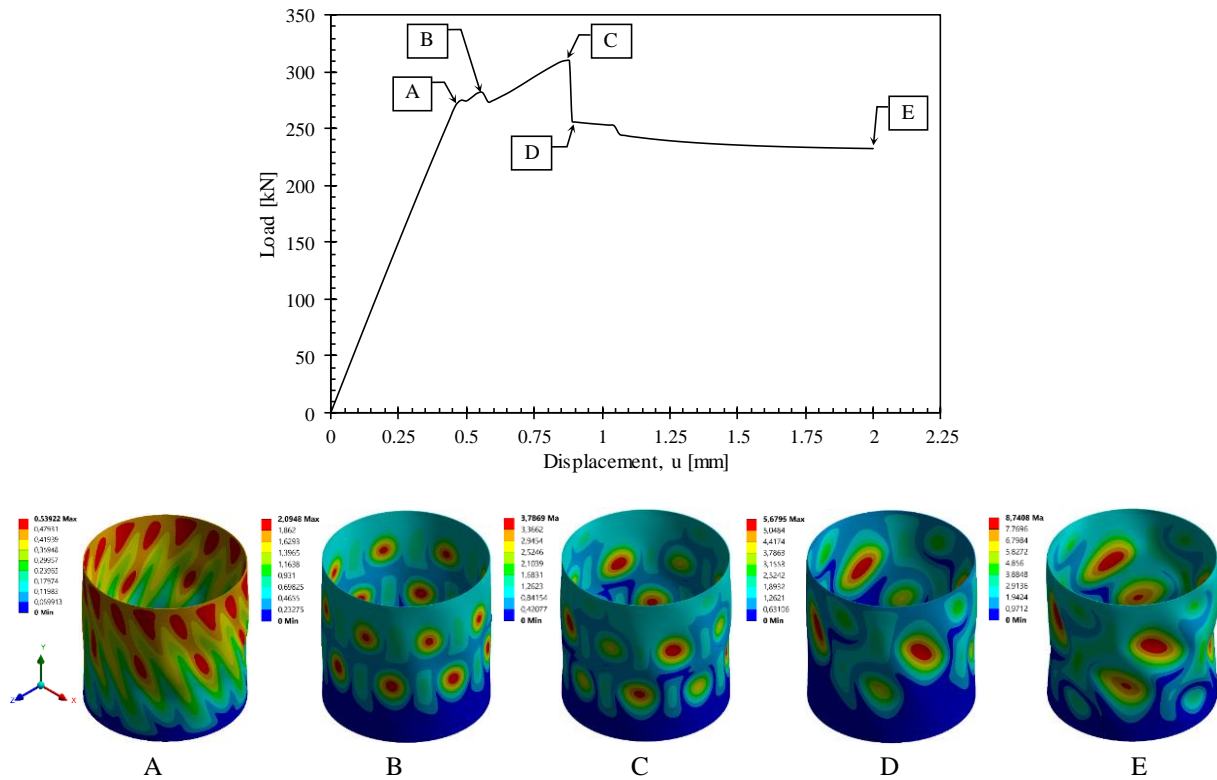 350
300
250
200
150
100
50
0
Load [kN]
A
B
C
D
E
0 0.25 0.5 0.75 1 1.25 1.5 1.75 2 2.25
Displacement, u [mm]
0,53922 Max
0,47931
0,41939
0,35948
0,29957
0,23965
0,17974
0,11983
0,059913
0 Min
Y
Z
X
2,0948 Max
1,862
1,6293
1,3965
1,1638
0,931
0,69825
0,4655
0,23275
0 Min
3,7869 Ma
3,3662
2,9454
2,5246
2,1039
1,6831
1,2623
0,84154
0,42077
0 Min
5,6795 Max
5,0484
4,4174
3,7863
3,1553
2,5242
1,8932
1,2621
0,63106
0 Min
8,7408 Ma
7,7696
6,7984
5,8272
4,856
3,8848
2,9136
1,9424
0,9712
0 Min
A B C D E